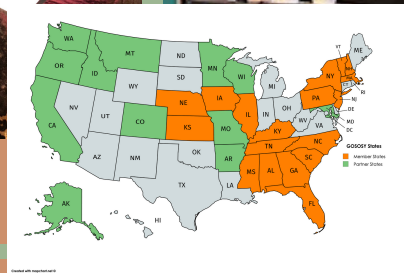 WA
MT
ND
MN
VT
ME
OR
ID
SD
WI
MI
NY
WY
IA
PA
RI
NV
NE
IL
IN
OH
NJ
UT
CO
KS
MO
WV
VA
DE
MD
DC
CA
KY
AZ
NM
OK
AR
TN
NC
SC
MS
AL
GA
TX
LA
FL
AK
HI
GOSOSY States
Member States
Partner States
Created with mapchart.net ©